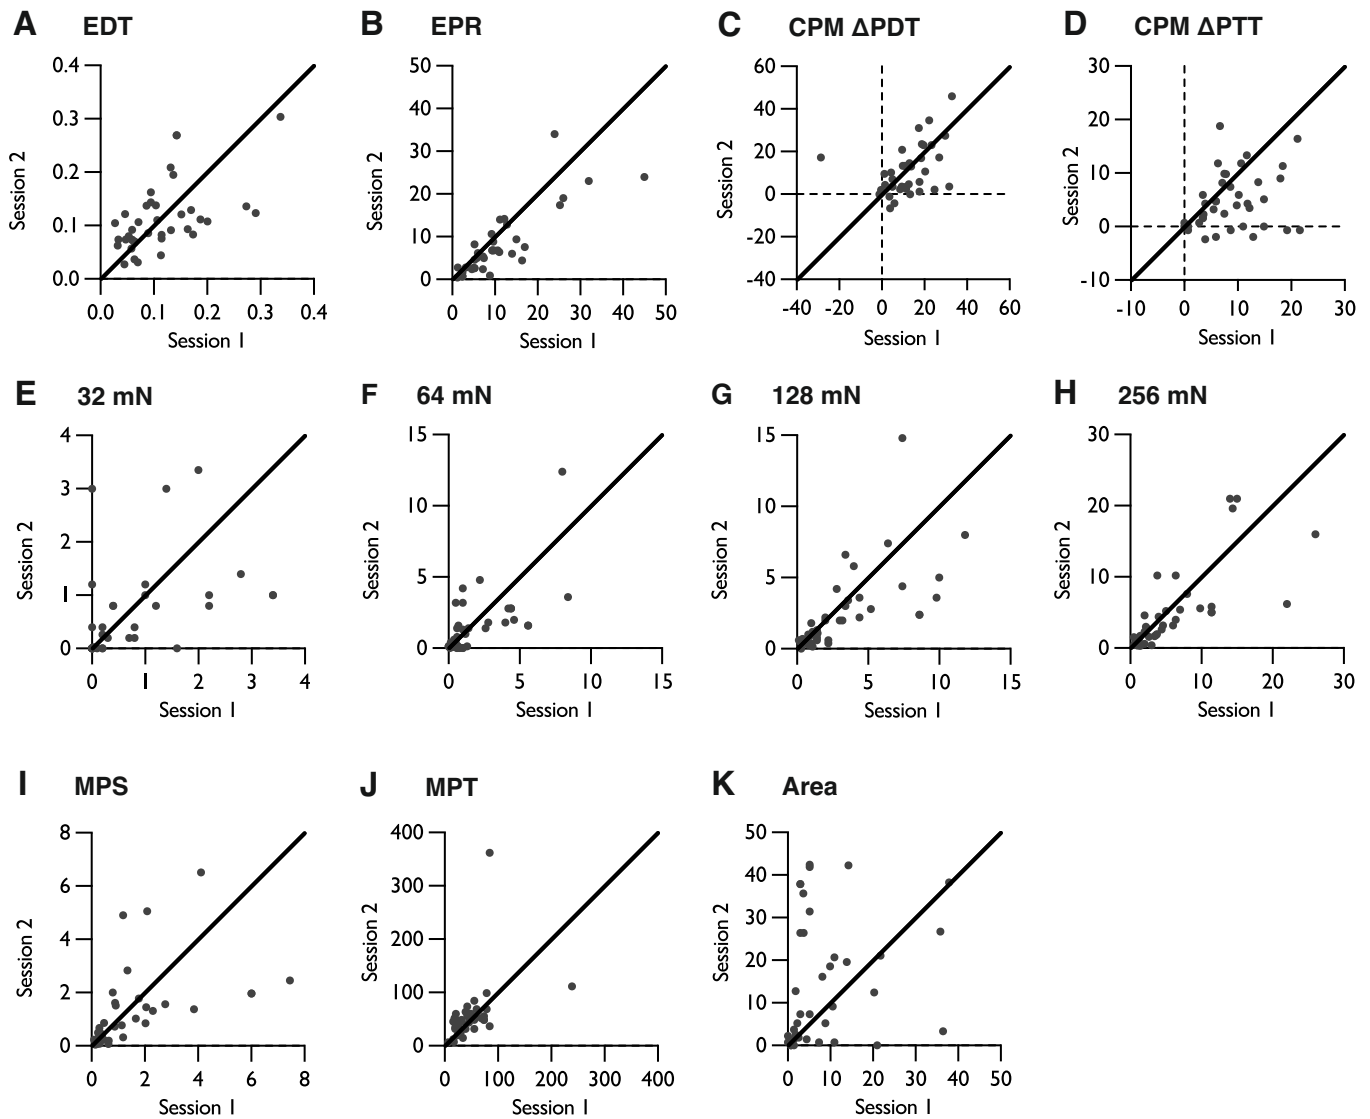 A EDT
B EPR
C CPM ΔPDT
D CPM ΔPTT
0.4
0.3
0.2
0.1
0.0
Session 2
0.0 0.1 0.2 0.3 0.4
Session 1
50
40
30
20
10
0
Session 2
0 10 20 30 40 50
Session 1
60
40
20
0
-20
-40
Session 2
-40 -20 0 20 40 60
Session 1
30
20
10
0
-10
Session 2
-10 0 10 20 30
Session 1
E 32 mN
F 64 mN
G 128 mN
H 256 mN
4
3
2
1
0
Session 2
0 1 2 3 4
Session 1
15
10
5
0
Session 2
0 5 10 15
Session 1
15
10
5
0
Session 2
0 5 10 15
Session 1
30
20
10
0
Session 2
0 10 20 30
Session 1
I MPS
J MPT
K Area
8
6
4
2
0
Session 2
0 2 4 6 8
Session 1
400
300
200
100
0
Session 2
0 100 200 300 400
Session 1
50
40
30
20
10
0
Session 2
0 10 20 30 40 50
Session 1